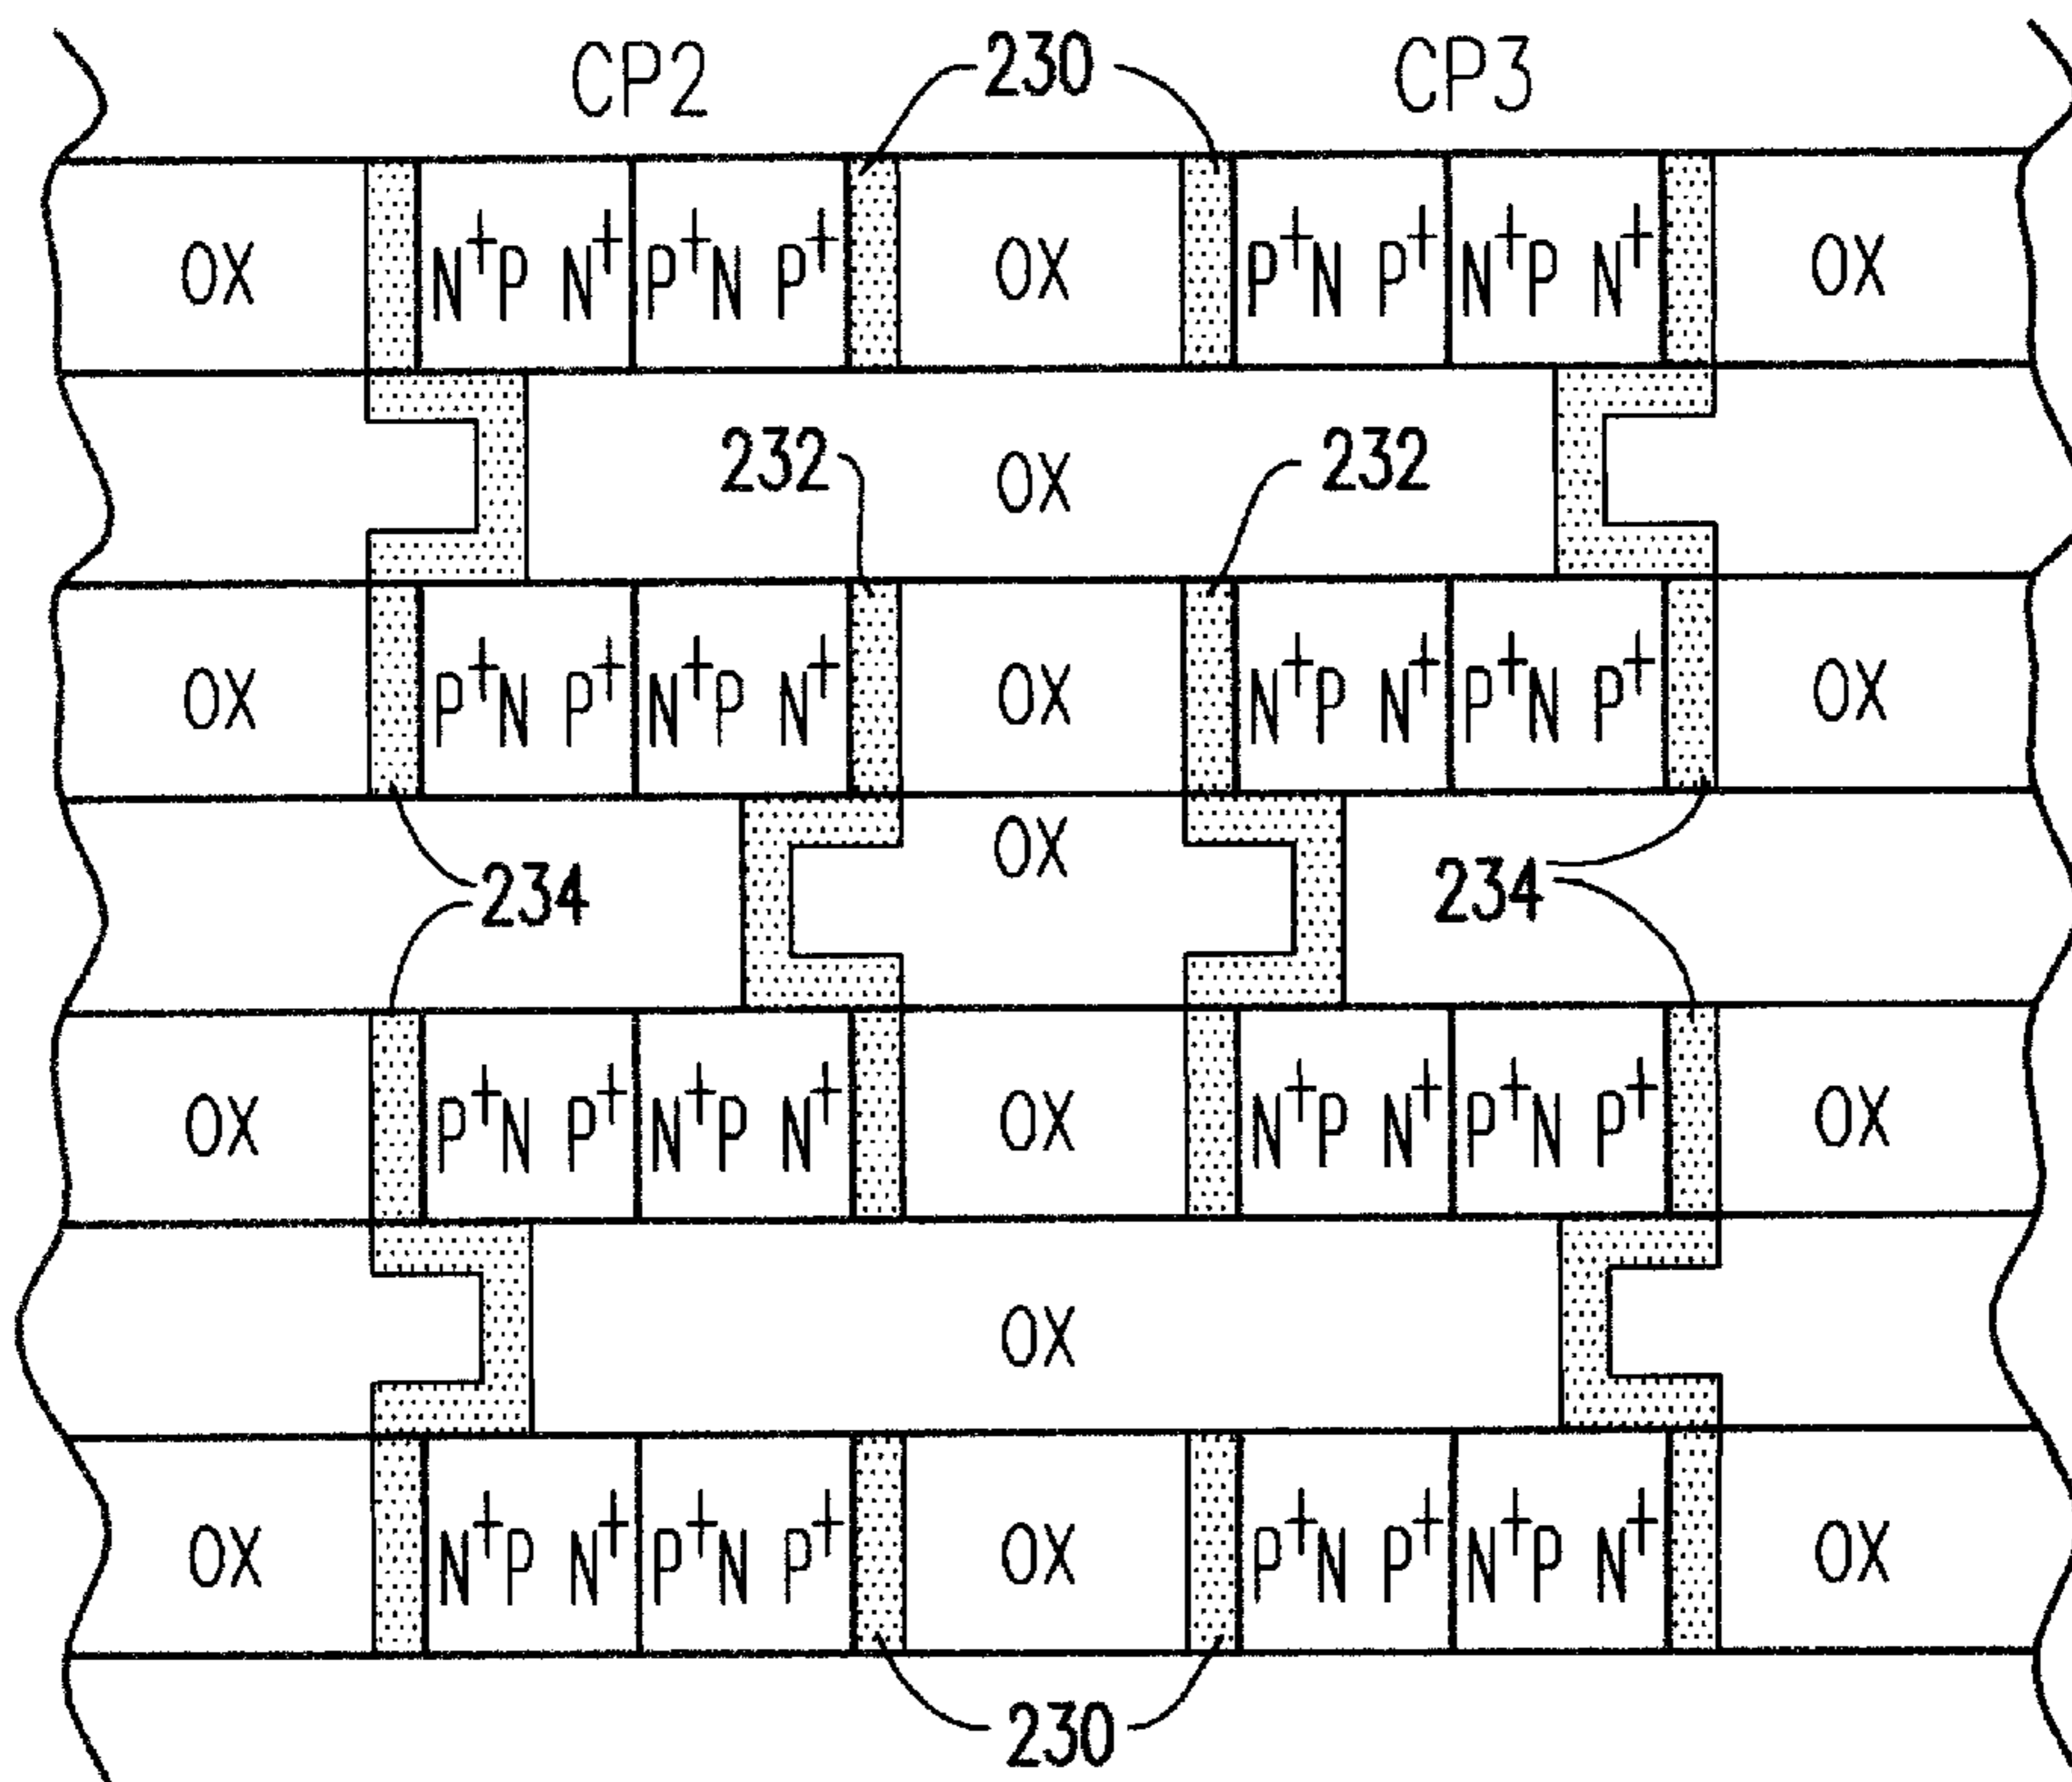 CP2 230 CP3
OX N⁺P N⁺ P⁺N P⁺ OX P⁺N P⁺ N⁺P N⁺ OX
232 OX 232
OX P⁺N P⁺ N⁺P N⁺ OX N⁺P N⁺ P⁺N P⁺ OX
OX
234 234
OX P⁺N P⁺ N⁺P N⁺ OX N⁺P N⁺ P⁺N P⁺ OX
OX
OX N⁺P N⁺ P⁺N P⁺ OX P⁺N P⁺ N⁺P N⁺ OX
230